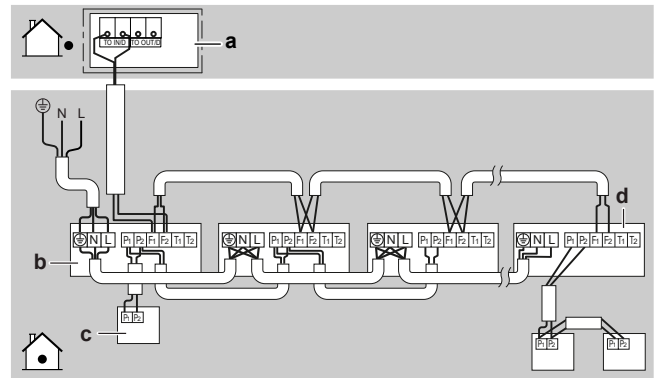 TO IN/D TO OUT/D
a
N L
d
N L P1 P2 F1 F2 T1 T2
N L P1 P2 F1 F2 T1 T2
N L P1 P2 F1 F2 T1 T2
N L P1 P2 F1 F2 T1 T2
b
c
P1 P2
P1 P2
P1 P2